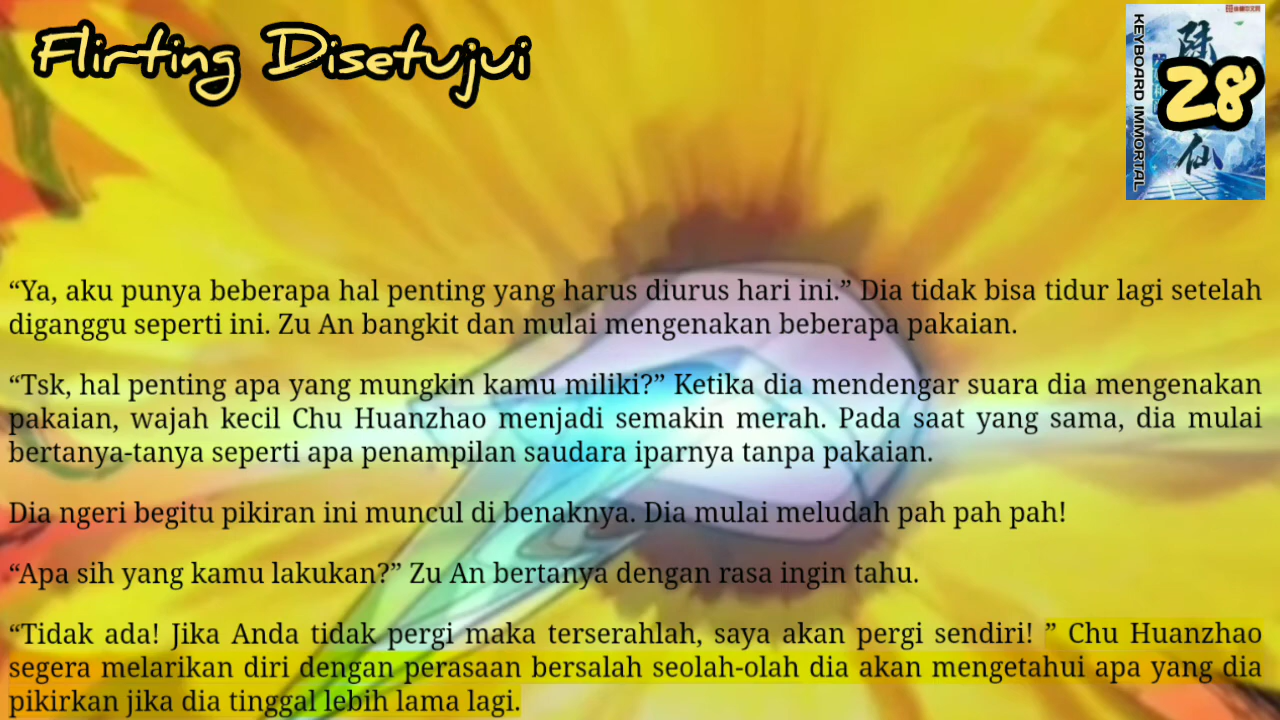 Flirting Disetujui
KEYBOARD IMMORTAL
28
仙
“Ya, aku punya beberapa hal penting yang harus diurus hari ini.” Dia tidak bisa tidur lagi setelah
diganggu seperti ini. Zu An bangkit dan mulai mengenakan beberapa pakaian.
“Tsk, hal penting apa yang mungkin kamu miliki?” Ketika dia mendengar suara dia mengenakan
pakaian, wajah kecil Chu Huanzhao menjadi semakin merah. Pada saat yang sama, dia mulai
bertanya-tanya seperti apa penampilan saudara iparnya tanpa pakaian.
Dia ngeri begitu pikiran ini muncul di benaknya. Dia mulai meludah pah pah pah!
“Apa sih yang kamu lakukan?” Zu An bertanya dengan rasa ingin tahu.
“Tidak ada! Jika Anda tidak pergi maka terserahlah, saya akan pergi sendiri! ” Chu Huanzhao
segera melarikan diri dengan perasaan bersalah seolah-olah dia akan mengetahui apa yang dia
pikirkan jika dia tinggal lebih lama lagi.